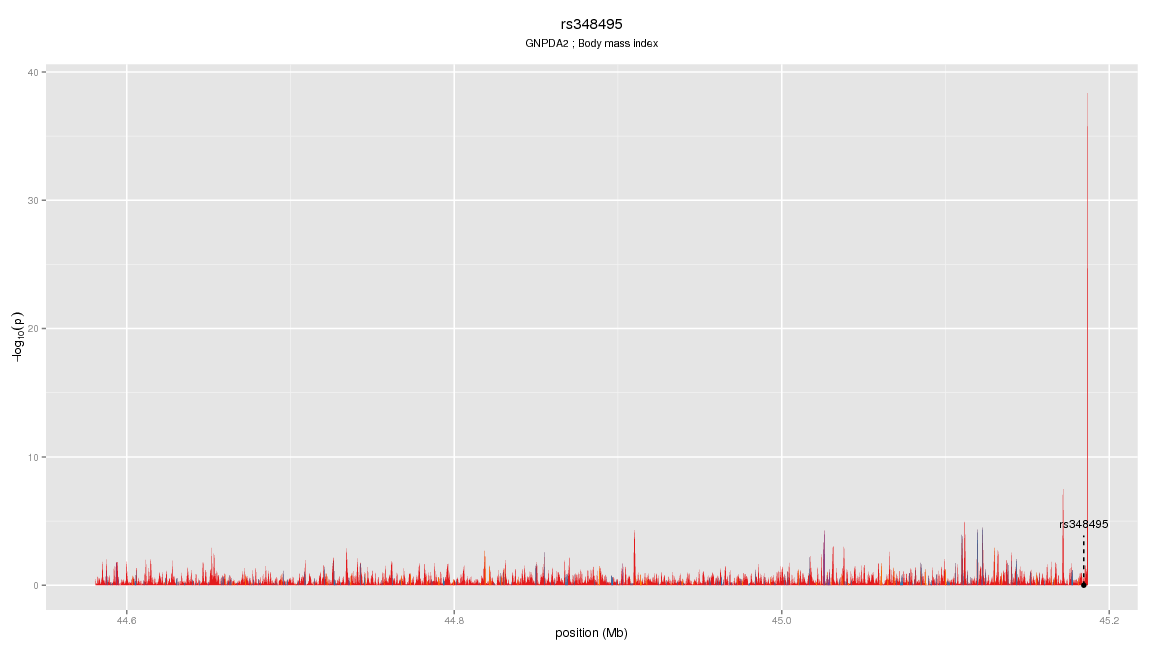 rs348495
GNPDA2 ; Body mass index
40
30
20
10
0
−log10(p)
rs348495
44.6
44.8
45.0
45.2
position (Mb)